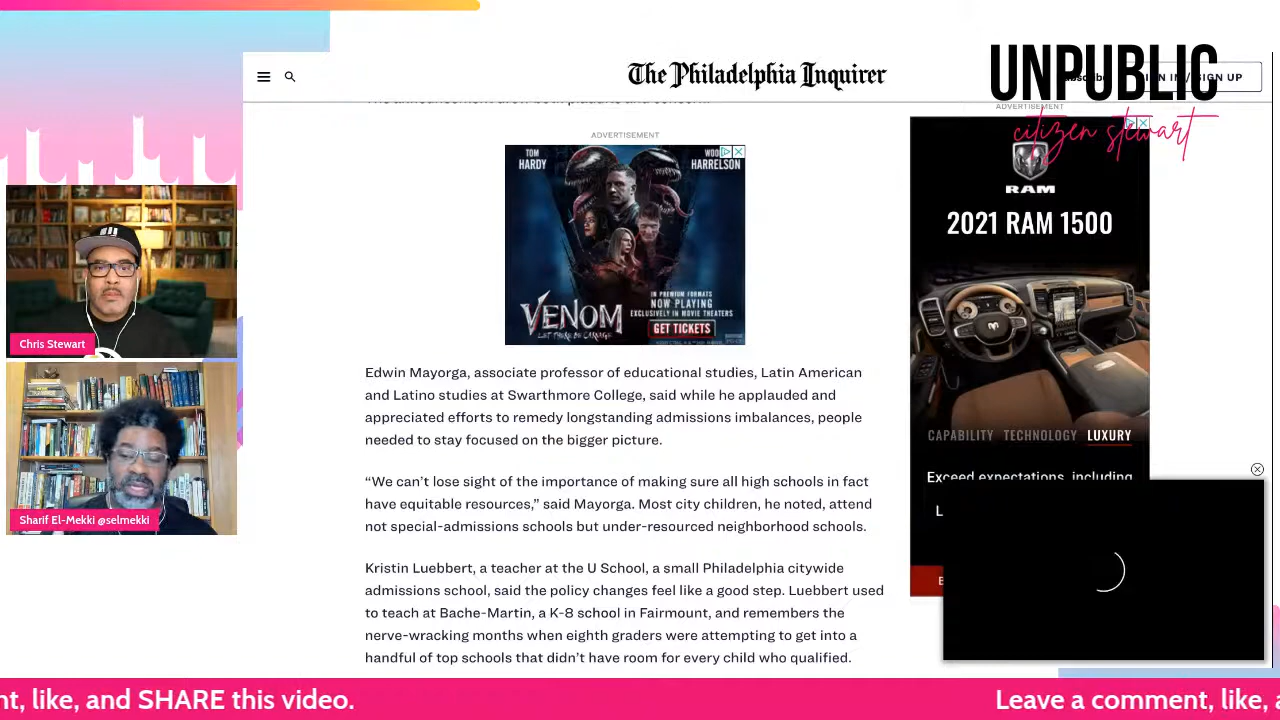 The Philadelphia Inquirer
UNPUBLIC
citizen stewart
SIGN UP
ADVERTISEMENT
ADVERTISEMENT
TOM
HARDY
HARRELSON
VENOM
LET THERE BE CARNAGE
IN PREMIUM FORMATS
NOW PLAYING
EXCLUSIVELY IN MOVIE THEATERS
GET TICKETS
RAM
2021 RAM 1500
CAPABILITY TECHNOLOGY LUXURY
Exceed expectations, including
L
Chris Stewart
Sharif El-Mekki @selmekki
Edwin Mayorga, associate professor of educational studies, Latin American
and Latino studies at Swarthmore College, said while he applauded and
appreciated efforts to remedy longstanding admissions imbalances, people
needed to stay focused on the bigger picture.
“We can’t lose sight of the importance of making sure all high schools in fact
have equitable resources,” said Mayorga. Most city children, he noted, attend
not special-admissions schools but under-resourced neighborhood schools.
Kristin Luebbert, a teacher at the U School, a small Philadelphia citywide
admissions school, said the policy changes feel like a good step. Luebbert used
to teach at Bache-Martin, a K-8 school in Fairmount, and remembers the
nerve-wracking months when eighth graders were attempting to get into a
handful of top schools that didn’t have room for every child who qualified.
nt, like, and SHARE this video.
Leave a comment, like, a